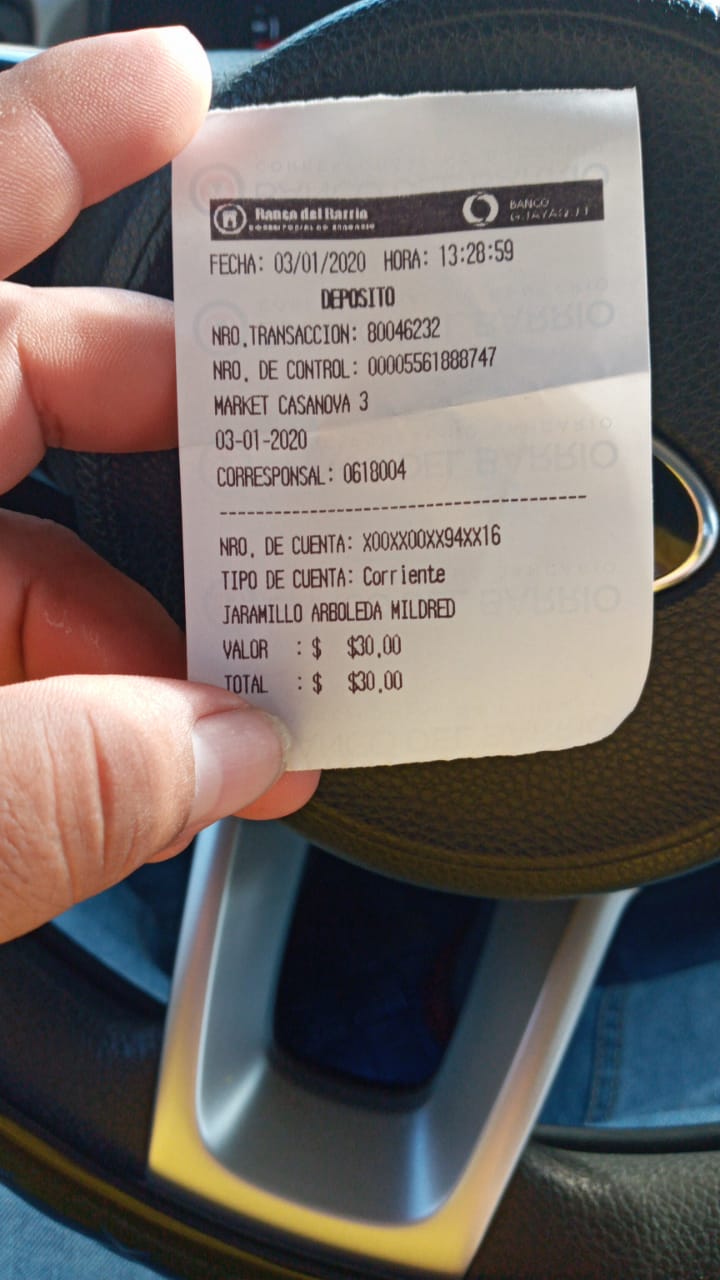 Banco del Barrio
CORRESPONSAL NO BANCARIO
BANCO
GUAYAQUIL
FECHA: 03/01/2020 HORA: 13:28:59
DEPOSITO
NRO.TRANSACCION: 80046232
NRO. DE CONTROL: 00005561888747
MARKET CASANOVA 3
03-01-2020
CORRESPONSAL: 0618004
NRO. DE CUENTA: X00XX00XX94XX16
TIPO DE CUENTA: Corriente
JARAMILLO ARBOLEDA MILDRED
VALOR : $ $30.00
TOTAL : $ $30.00